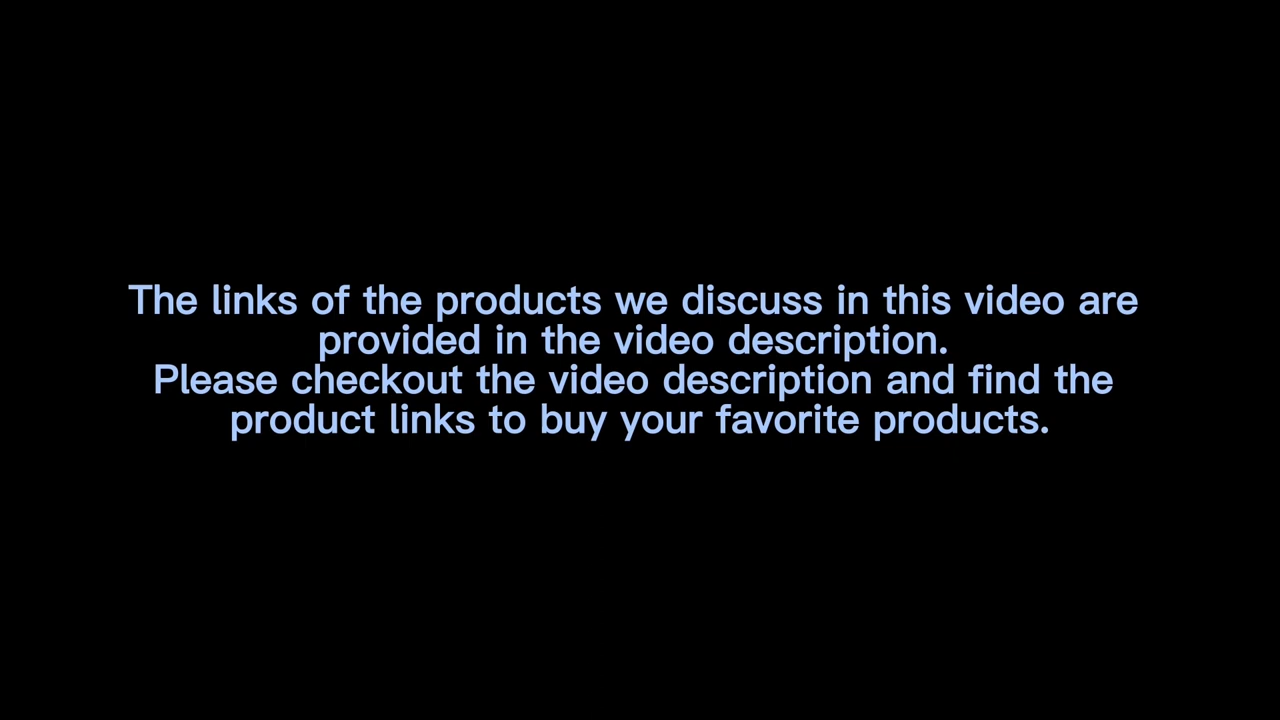 The links of the products we discuss in this video are
provided in the video description.
Please checkout the video description and find the
product links to buy your favorite products.